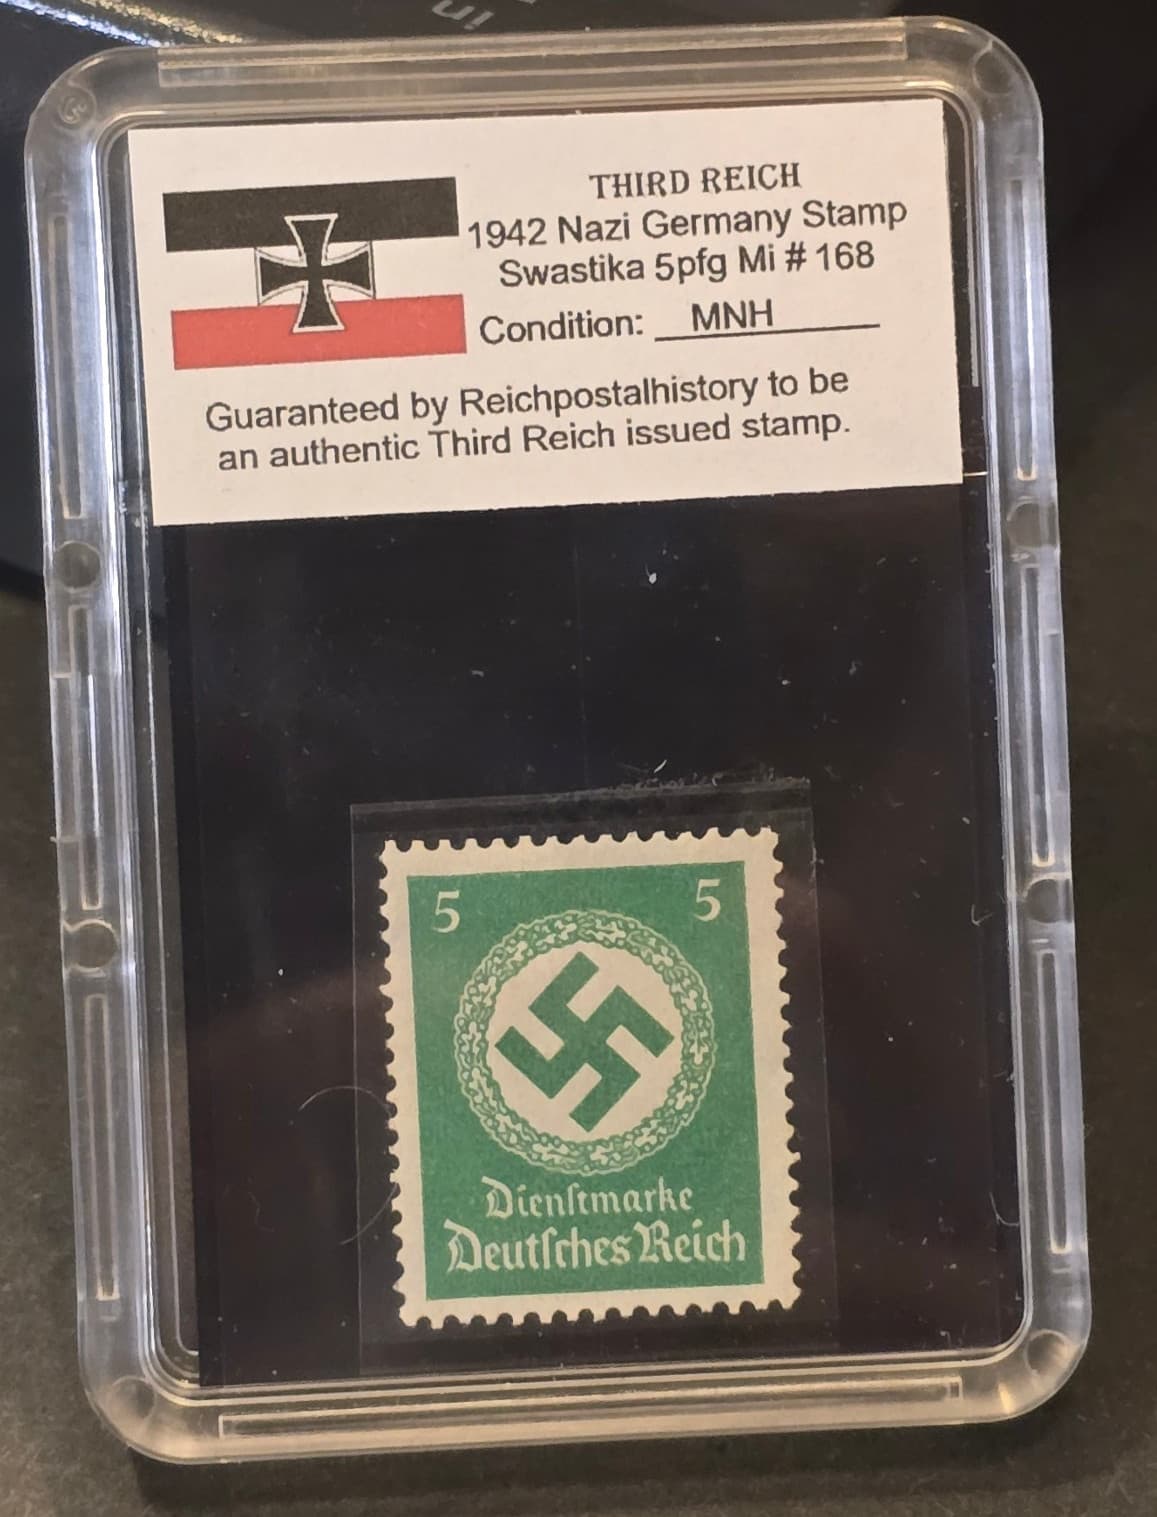 THIRD REICH
1942 Nazi Germany Stamp
Swastika 5pfg Mi # 168
Condition: MNH
Guaranteed by Reichpostalhistory to be
an authentic Third Reich issued stamp.
5 5
Dienſtmarke
Deutſches Reich